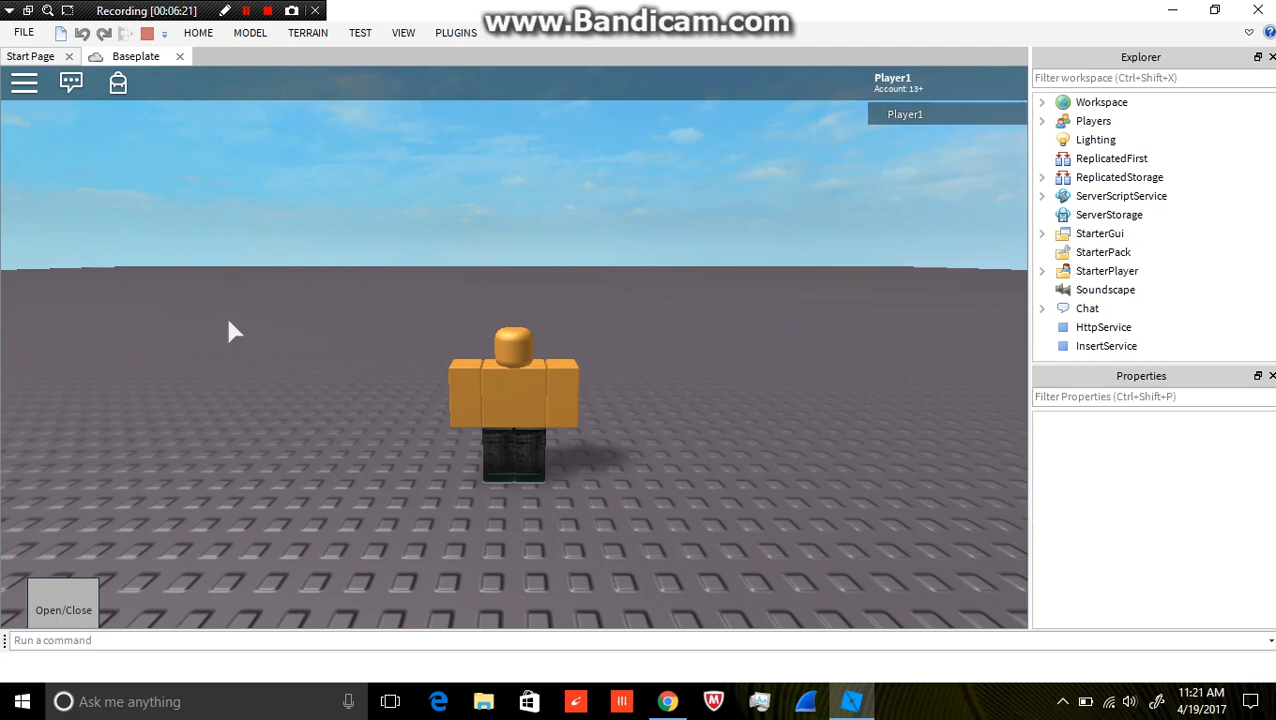 Recording [00:06:21]
www.Bandicam.com
FILE
HOME
MODEL
TERRAIN
TEST
VIEW
PLUGINS
Start Page
Baseplate
Player1
Account: 13+
Player1
Open/Close
Run a command
Explorer
Filter workspace (Ctrl+Shift+X)
Workspace
Players
Lighting
ReplicatedFirst
ReplicatedStorage
ServerScriptService
ServerStorage
StarterGui
StarterPack
StarterPlayer
Soundscape
Chat
HttpService
InsertService
Properties
Filter Properties (Ctrl+Shift+P)
Ask me anything
11:21 AM
4/19/2017